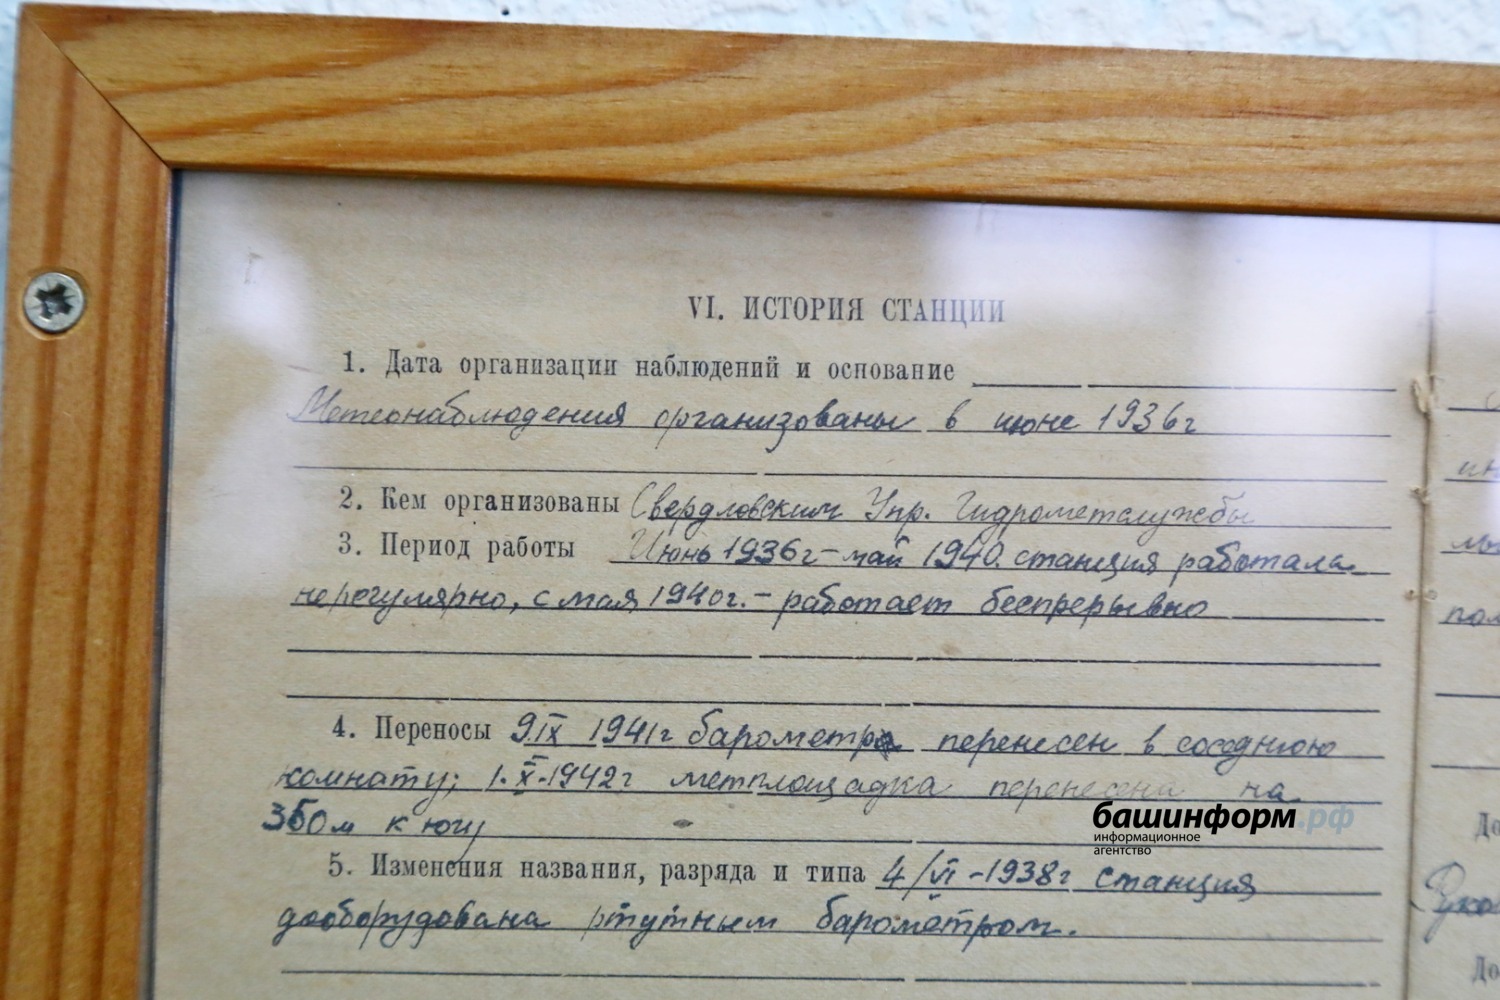 VI. ИСТОРИЯ СТАНЦИИ
1. Дата организации наблюдений и основание
Метеонаблюдения организованы в июне 1936г
2. Кем организованы Свердловским Упр. Гидрометслужбы
3. Период работы Июнь 1936г – май 1940. станция работала
нерегулярно, с мая 1940г. – работает беспрерывно
4. Переносы 9.IX 1941г барометр перенесен в соседнюю
комнату; 1.X-1942г метплощадка перенесена на
350м к югу
5. Изменения названия, разряда и типа 4/VI -1938г станция
дооборудована ртутным барометром.
башинформ.рф
информационное
агентство